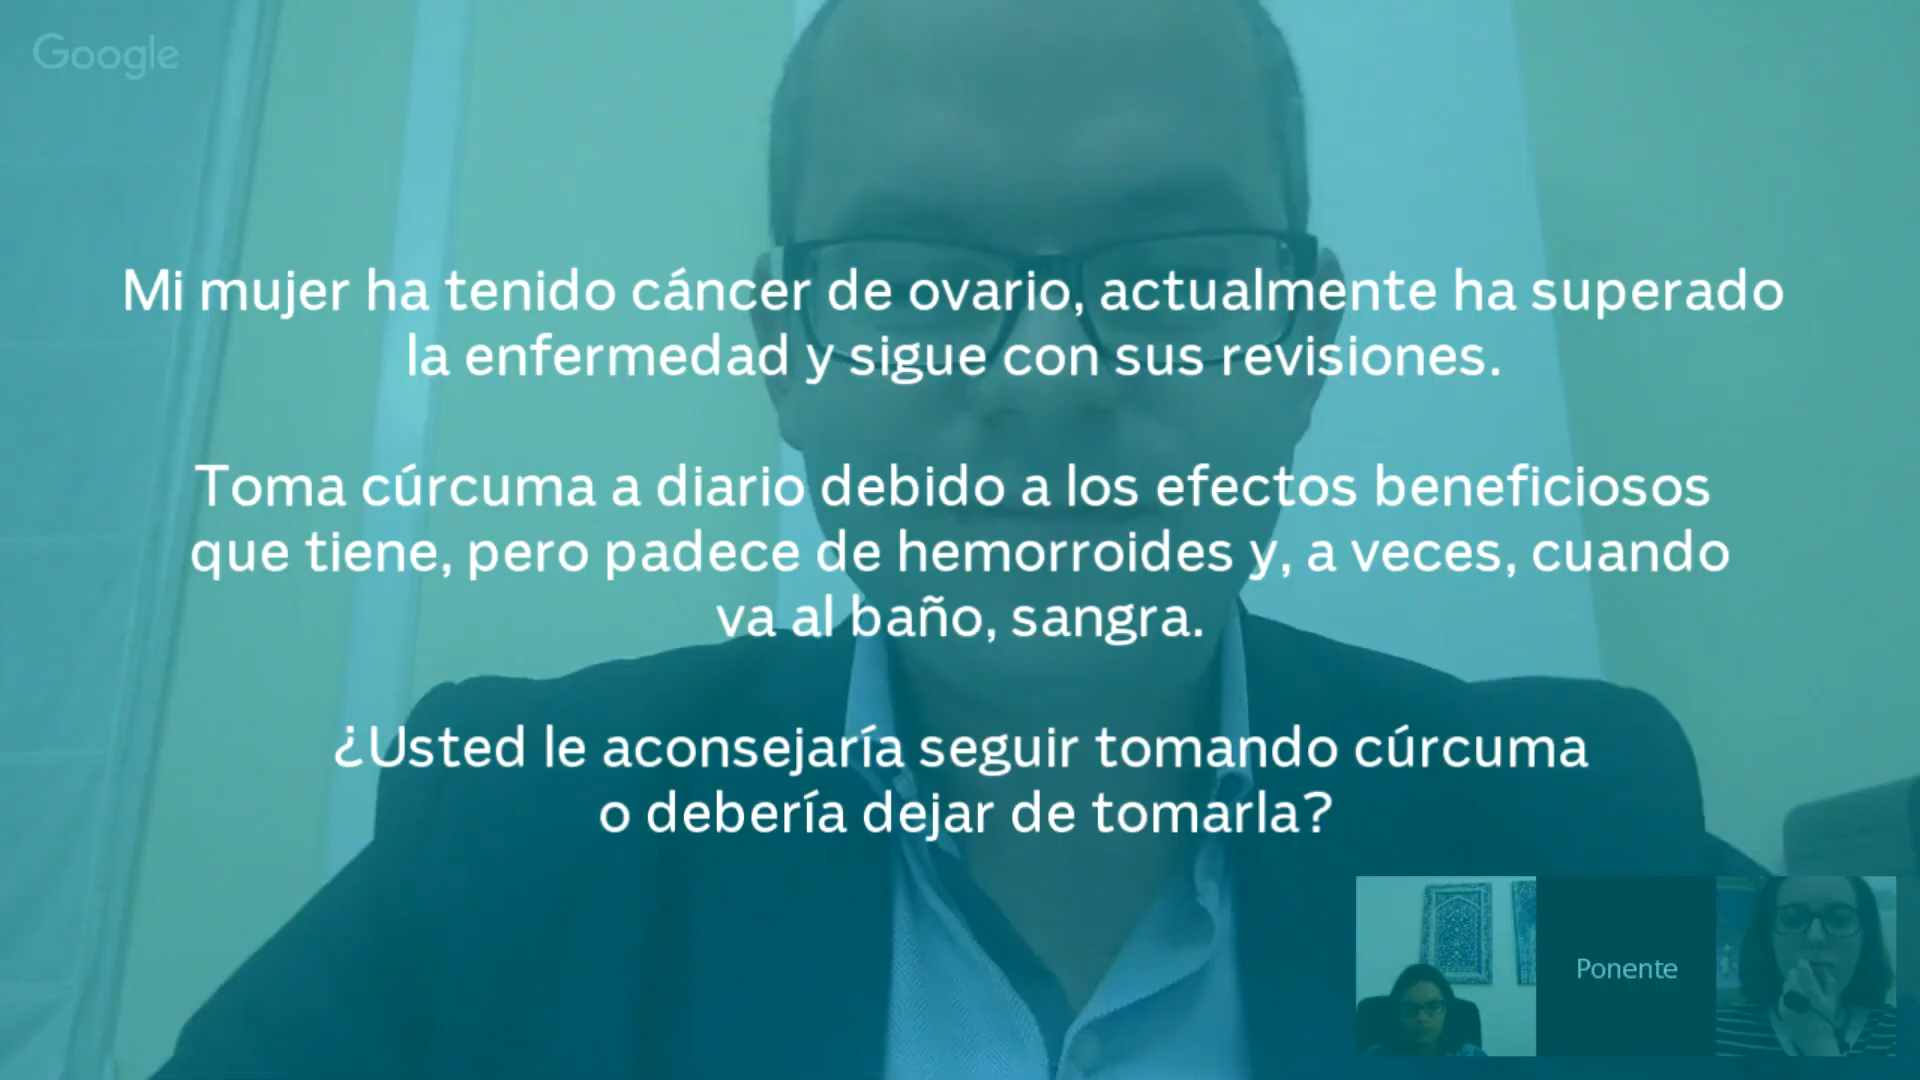 Google
Mi mujer ha tenido cáncer de ovario, actualmente ha superado
la enfermedad y sigue con sus revisiones.
Toma cúrcuma a diario debido a los efectos beneficiosos
que tiene, pero padece de hemorroides y, a veces, cuando
va al baño, sangra.
¿Usted le aconsejaría seguir tomando cúrcuma
o debería dejar de tomarla?
Ponente